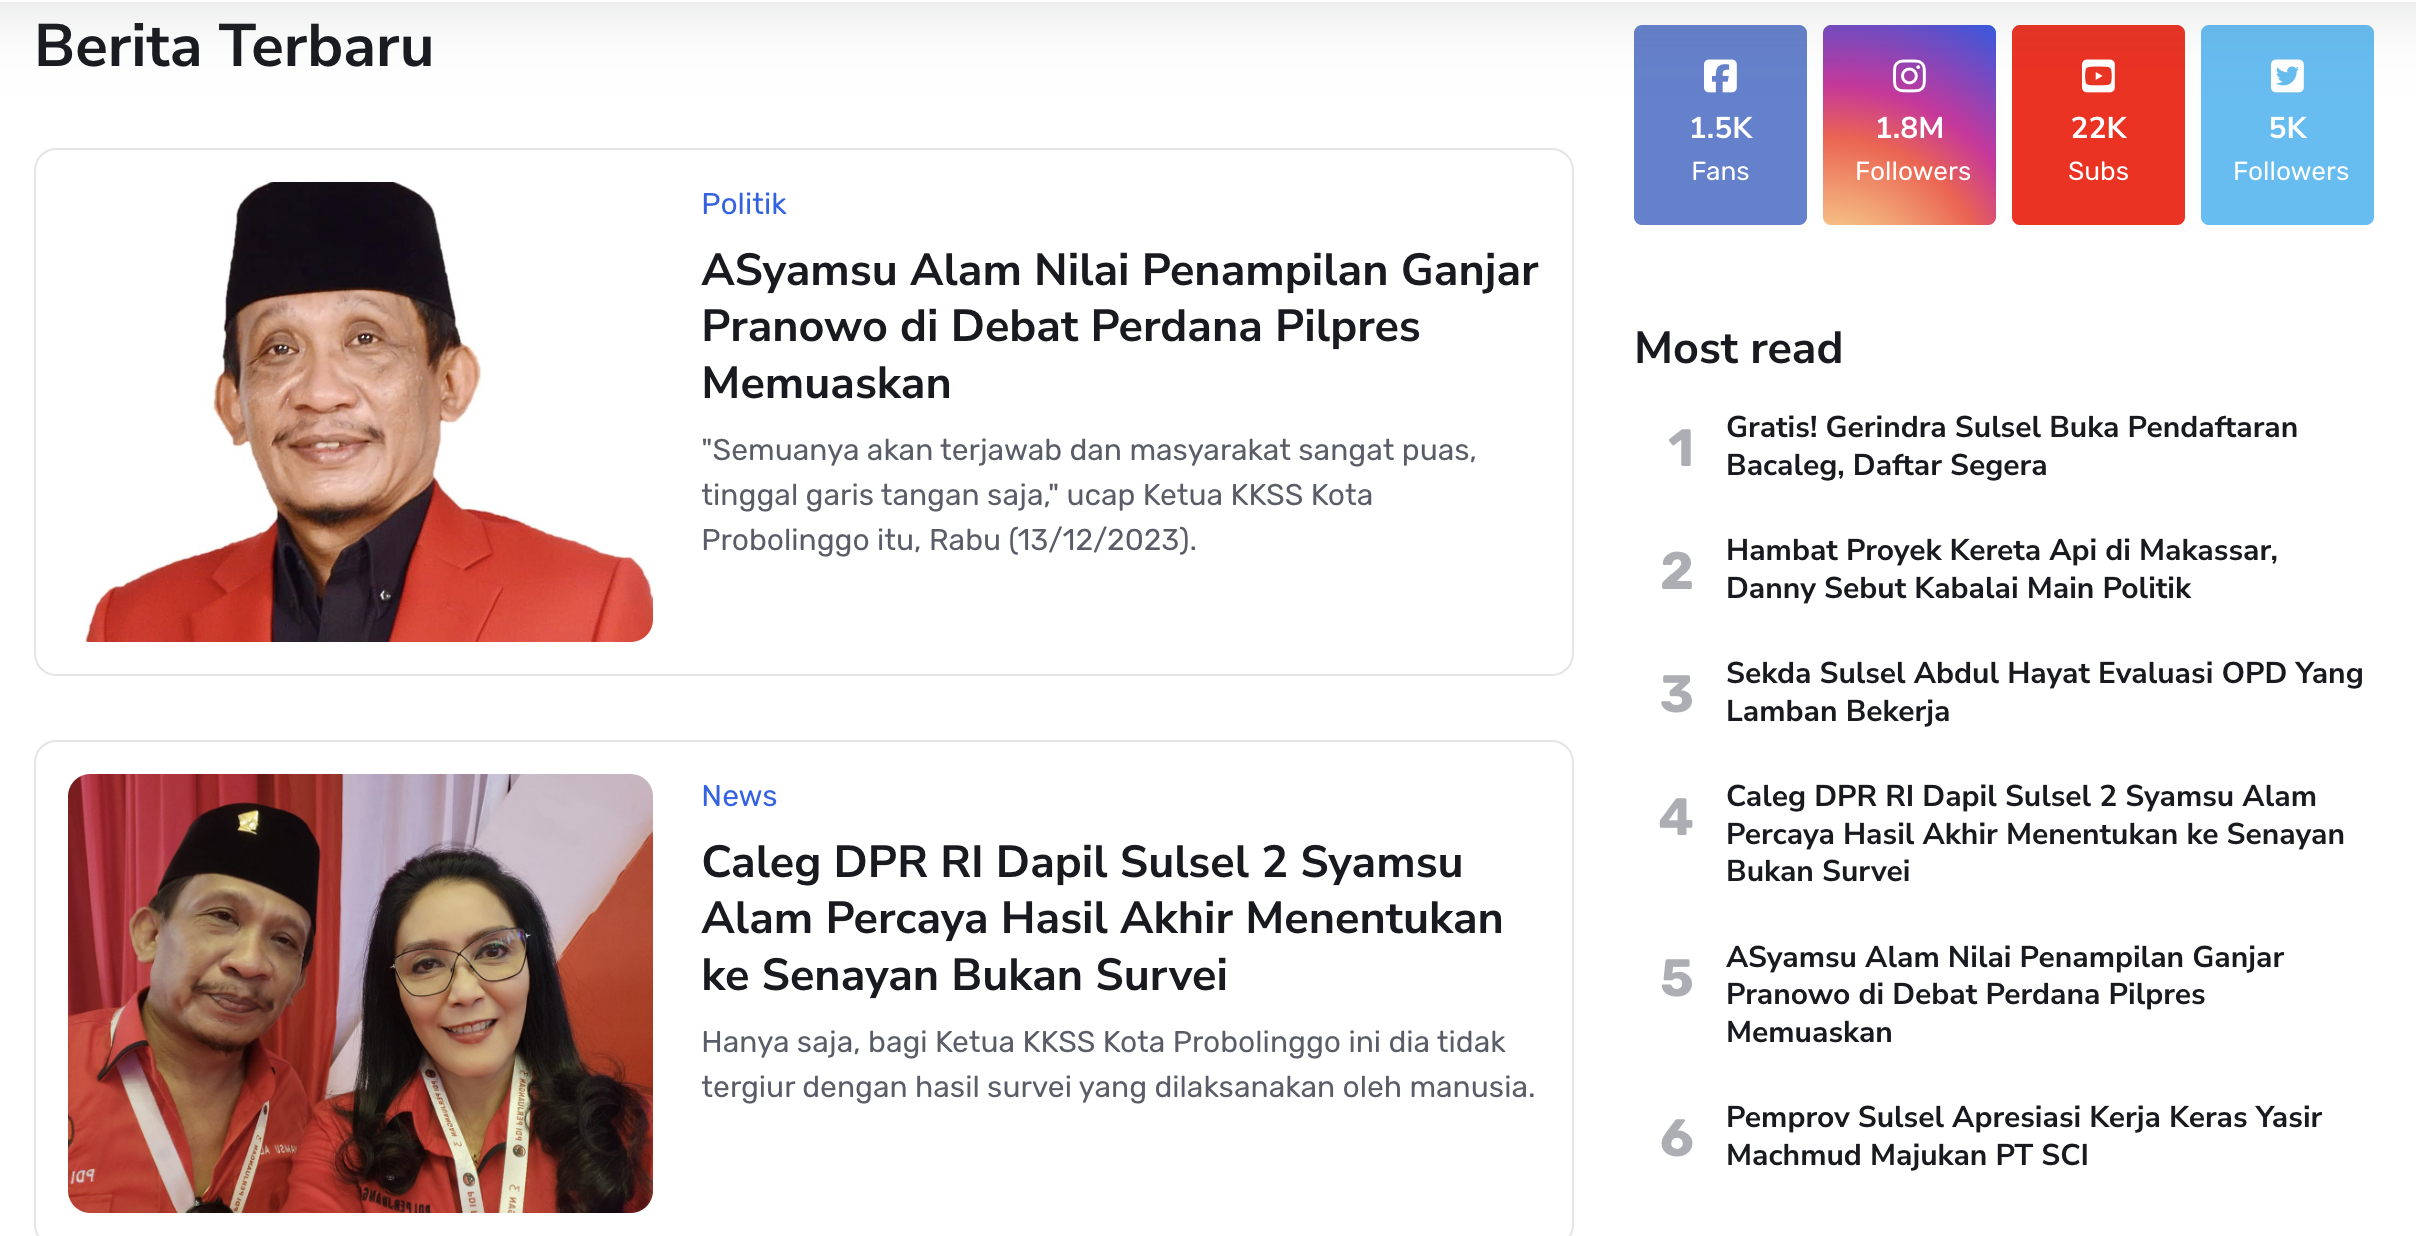 Berita Terbaru
Politik
ASyamsu Alam Nilai Penampilan Ganjar
Pranowo di Debat Perdana Pilpres
Memuaskan
"Semuanya akan terjawab dan masyarakat sangat puas,
tinggal garis tangan saja," ucap Ketua KKSS Kota
Probolinggo itu, Rabu (13/12/2023).
News
Caleg DPR RI Dapil Sulsel 2 Syamsu
Alam Percaya Hasil Akhir Menentukan
ke Senayan Bukan Survei
Hanya saja, bagi Ketua KKSS Kota Probolinggo ini dia tidak
tergiur dengan hasil survei yang dilaksanakan oleh manusia.
PDI
1.5K
Fans
1.8M
Followers
22K
Subs
5K
Followers
Most read
1
Gratis! Gerindra Sulsel Buka Pendaftaran
Bacaleg, Daftar Segera
2
Hambat Proyek Kereta Api di Makassar,
Danny Sebut Kabalai Main Politik
3
Sekda Sulsel Abdul Hayat Evaluasi OPD Yang
Lamban Bekerja
4
Caleg DPR RI Dapil Sulsel 2 Syamsu Alam
Percaya Hasil Akhir Menentukan ke Senayan
Bukan Survei
5
ASyamsu Alam Nilai Penampilan Ganjar
Pranowo di Debat Perdana Pilpres
Memuaskan
6
Pemprov Sulsel Apresiasi Kerja Keras Yasir
Machmud Majukan PT SCI